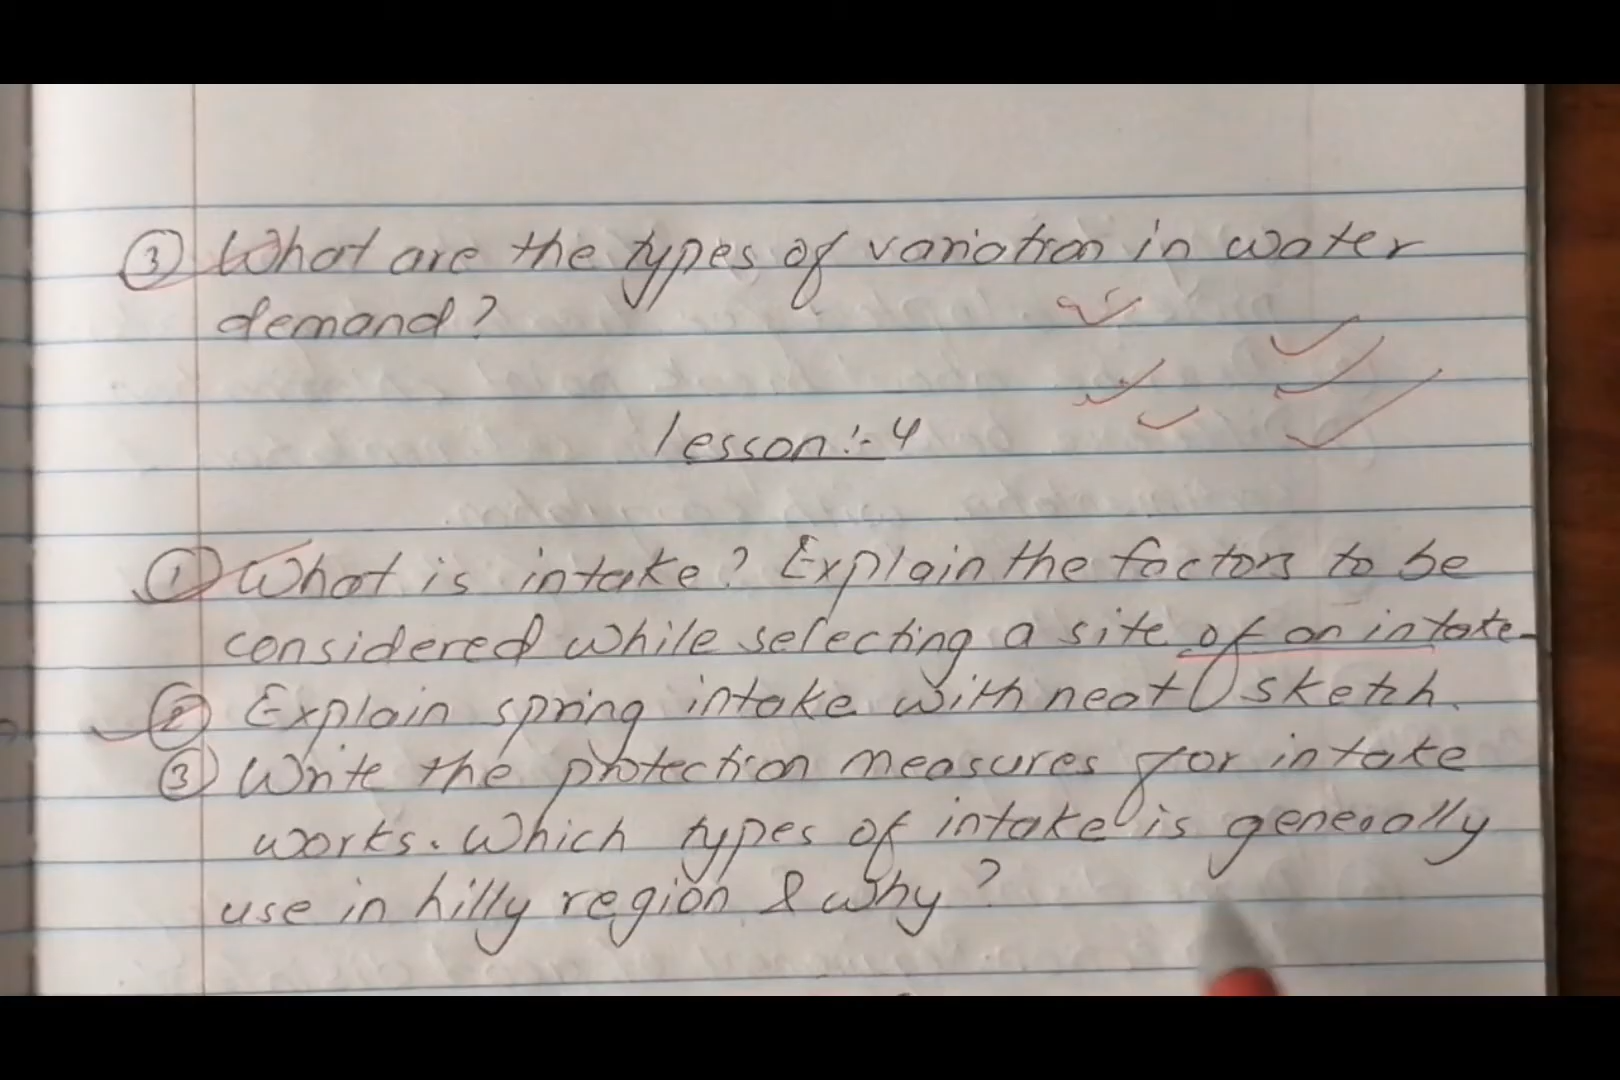 ③ What are the types of variation in water
demand?
lesson:-4
① What is intake? Explain the factors to be
considered while selecting a site of an intake-
② Explain spring intake with neat sketch.
③ Write the protection measures for intake
works. Which types of intake is generally
use in hilly region & why?